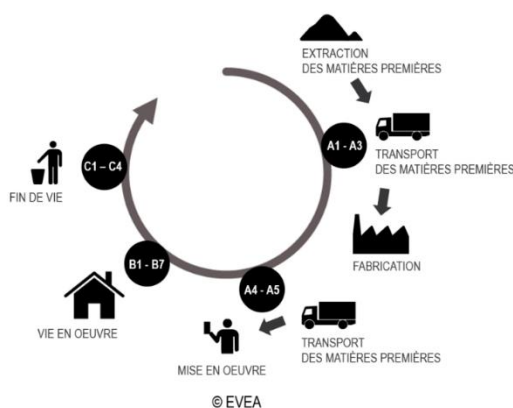 EXTRACTION
DES MATIÈRES PREMIÈRES
A1 - A3
TRANSPORT
DES MATIÈRES PREMIÈRES
FABRICATION
A4 - A5
TRANSPORT
DES MATIÈRES PREMIÈRES
MISE EN OEUVRE
B1 - B7
VIE EN OEUVRE
C1 – C4
FIN DE VIE
© EVEA